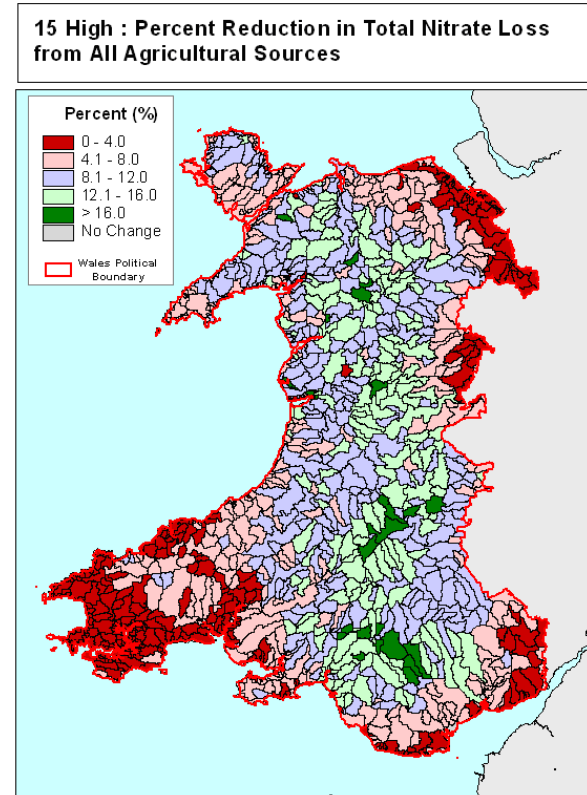 15 High : Percent Reduction in Total Nitrate Loss
from All Agricultural Sources
Percent (%)
0 - 4.0
4.1 - 8.0
8.1 - 12.0
12.1 - 16.0
> 16.0
No Change
Wales Political
Boundary